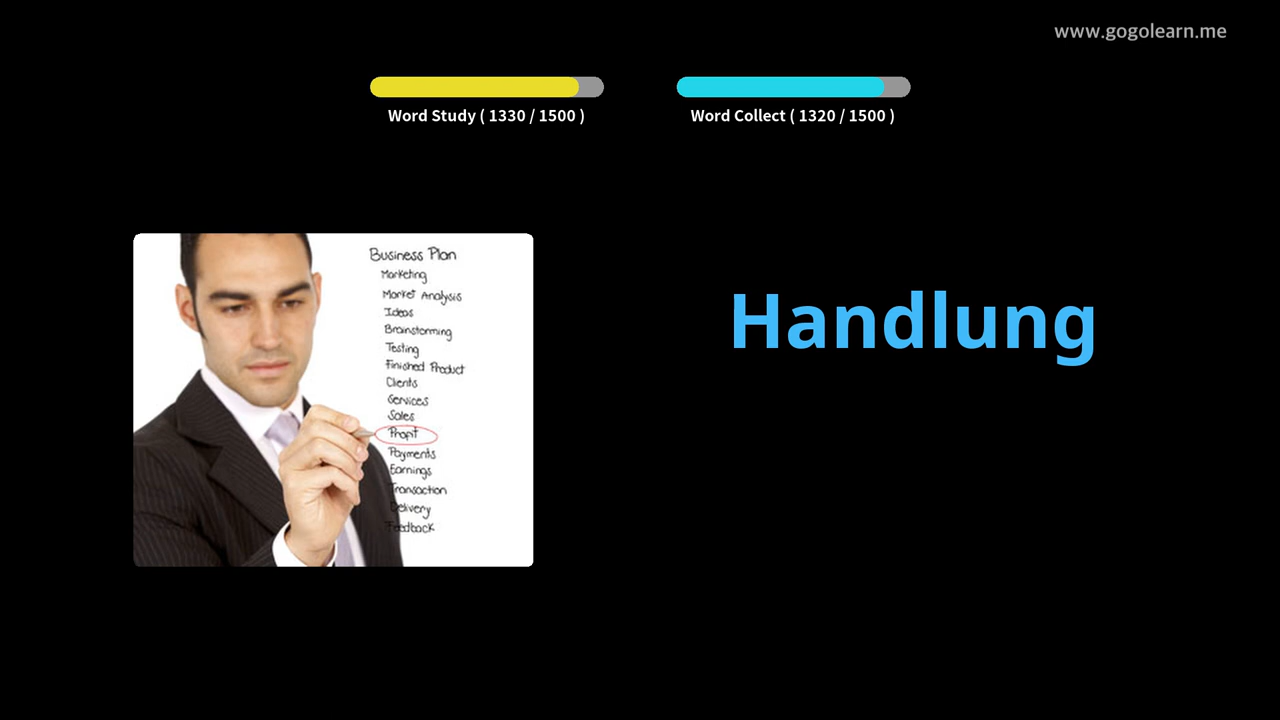 www.gogolearn.me
Word Study ( 1330 / 1500 )
Word Collect ( 1320 / 1500 )
Business Plan
Marketing
Market Analysis
Ideas
Brainstorming
Testing
Finished Product
Clients
Services
Sales
Profit
Payments
Earnings
Transaction
Delivery
Feedback
Handlung